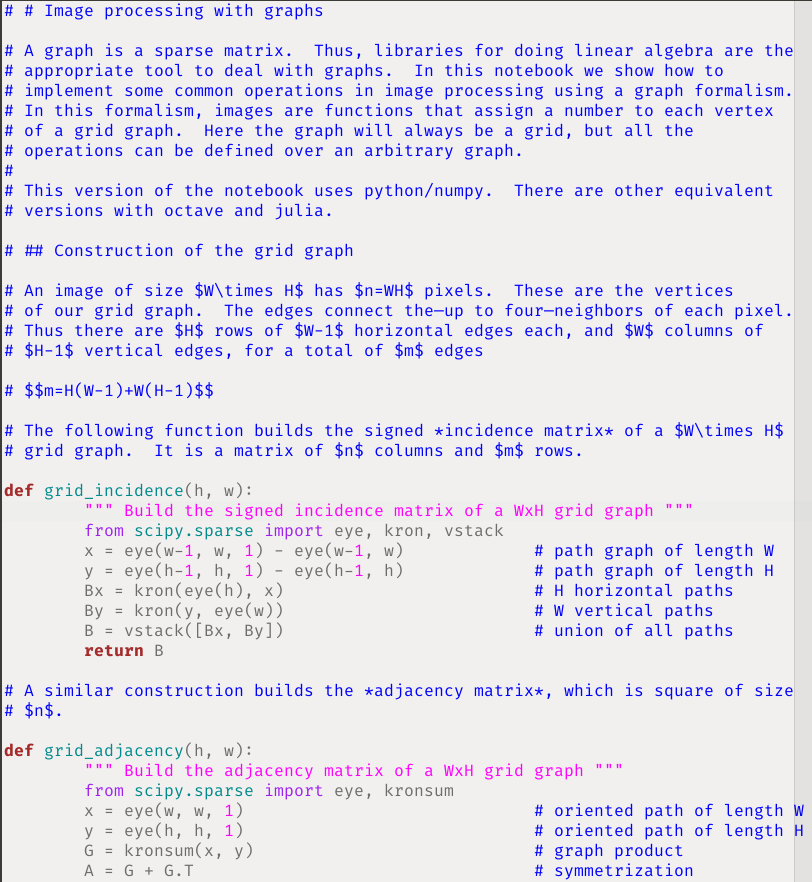 # # Image processing with graphs

# A graph is a sparse matrix.  Thus, libraries for doing linear algebra are the
# appropriate tool to deal with graphs.  In this notebook we show how to
# implement some common operations in image processing using a graph formalism.
# In this formalism, images are functions that assign a number to each vertex
# of a grid graph.  Here the graph will always be a grid, but all the
# operations can be defined over an arbitrary graph.
#
# This version of the notebook uses python/numpy.  There are other equivalent
# versions with octave and julia.

# ## Construction of the grid graph

# An image of size $W\times H$ has $n=WH$ pixels.  These are the vertices
# of our grid graph.  The edges connect the—up to four—neighbors of each pixel.
# Thus there are $H$ rows of $W-1$ horizontal edges each, and $W$ columns of
# $H-1$ vertical edges, for a total of $m$ edges

# $$m=H(W-1)+W(H-1)$$

# The following function builds the signed *incidence matrix* of a $W\times H$
# grid graph.  It is a matrix of $n$ columns and $m$ rows.

def grid_incidence(h, w):
        """ Build the signed incidence matrix of a WxH grid graph """
        from scipy.sparse import eye, kron, vstack
        x = eye(w-1, w, 1) - eye(w-1, w)             # path graph of length W
        y = eye(h-1, h, 1) - eye(h-1, h)             # path graph of length H
        Bx = kron(eye(h), x)                         # H horizontal paths
        By = kron(y, eye(w))                         # W vertical paths
        B = vstack([Bx, By])                         # union of all paths
        return B

# A similar construction builds the *adjacency matrix*, which is square of size
# $n$.

def grid_adjacency(h, w):
        """ Build the adjacency matrix of a WxH grid graph """
        from scipy.sparse import eye, kronsum
        x = eye(w, w, 1)                             # oriented path of length W
        y = eye(h, h, 1)                             # oriented path of length H
        G = kronsum(x, y)                            # graph product
        A = G + G.T                                  # symmetrization